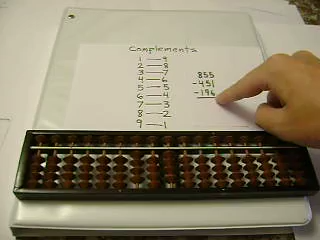 Complements
1 — 9
2 — 8
3 — 7
4 — 6
5 — 5
6 — 4
7 — 3
8 — 2
9 — 1
855
- 451
- 196